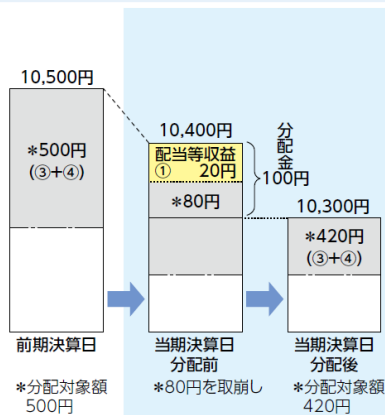 10,500円
*500円
(③+④)
前期決算日
*分配対象額
500円
10,400円
配当等収益
① 20円
*80円
分配金
100円
当期決算日
分配前
*80円を取崩し
10,300円
*420円
(③+④)
当期決算日
分配後
*分配対象額
420円